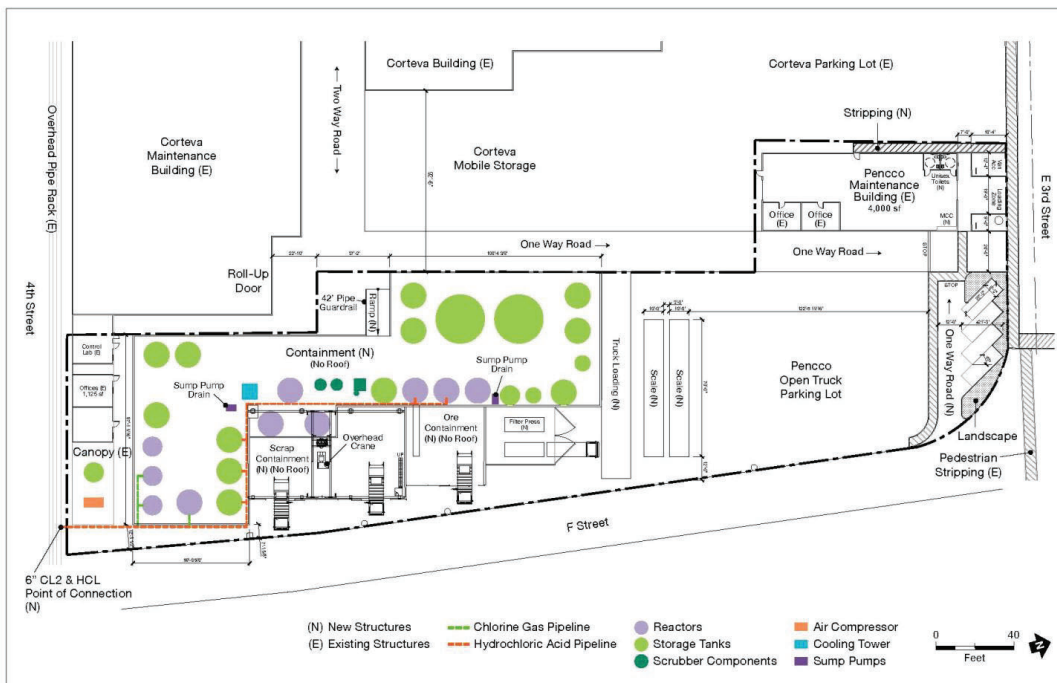 Corteva Building (E)
Corteva Parking Lot (E)
Two Way Road
Overhead Pipe Rack (E)
Corteva
Maintenance
Building (E)
Corteva
Mobile Storage
Stripping (N)
Pencco
Maintenance
Building (E)
4,000 sf
Unisex
Toilets
(N)
Van
Loading
Zone
E 3rd Street
Office
(E)
Office
(E)
MCC
(N)
One Way Road
One Way Road
STOP
STOP
Roll-Up
Door
42' Pipe
Guardrail
Ramp (N)
4th Street
Control
Lab (E)
Offices (E)
1,125 sf
Canopy (E)
Containment (N)
(No Roof)
Sump Pump
Drain
Sump Pump
Drain
Truck Loading (N)
Scale (N)
Scale (N)
Pencco
Open Truck
Parking Lot
One Way Road (N)
Scrap
Containment
(N) (No Roof)
Overhead
Crane
Ore
Containment
(N) (No Roof)
Filter Press
(N)
Landscape
Pedestrian
Stripping (E)
F Street
6" CL2 & HCL
Point of Connection
(N)
(N) New Structures
(E) Existing Structures
Chlorine Gas Pipeline
Hydrochloric Acid Pipeline
Reactors
Storage Tanks
Scrubber Components
Air Compressor
Cooling Tower
Sump Pumps
0 40
Feet
N